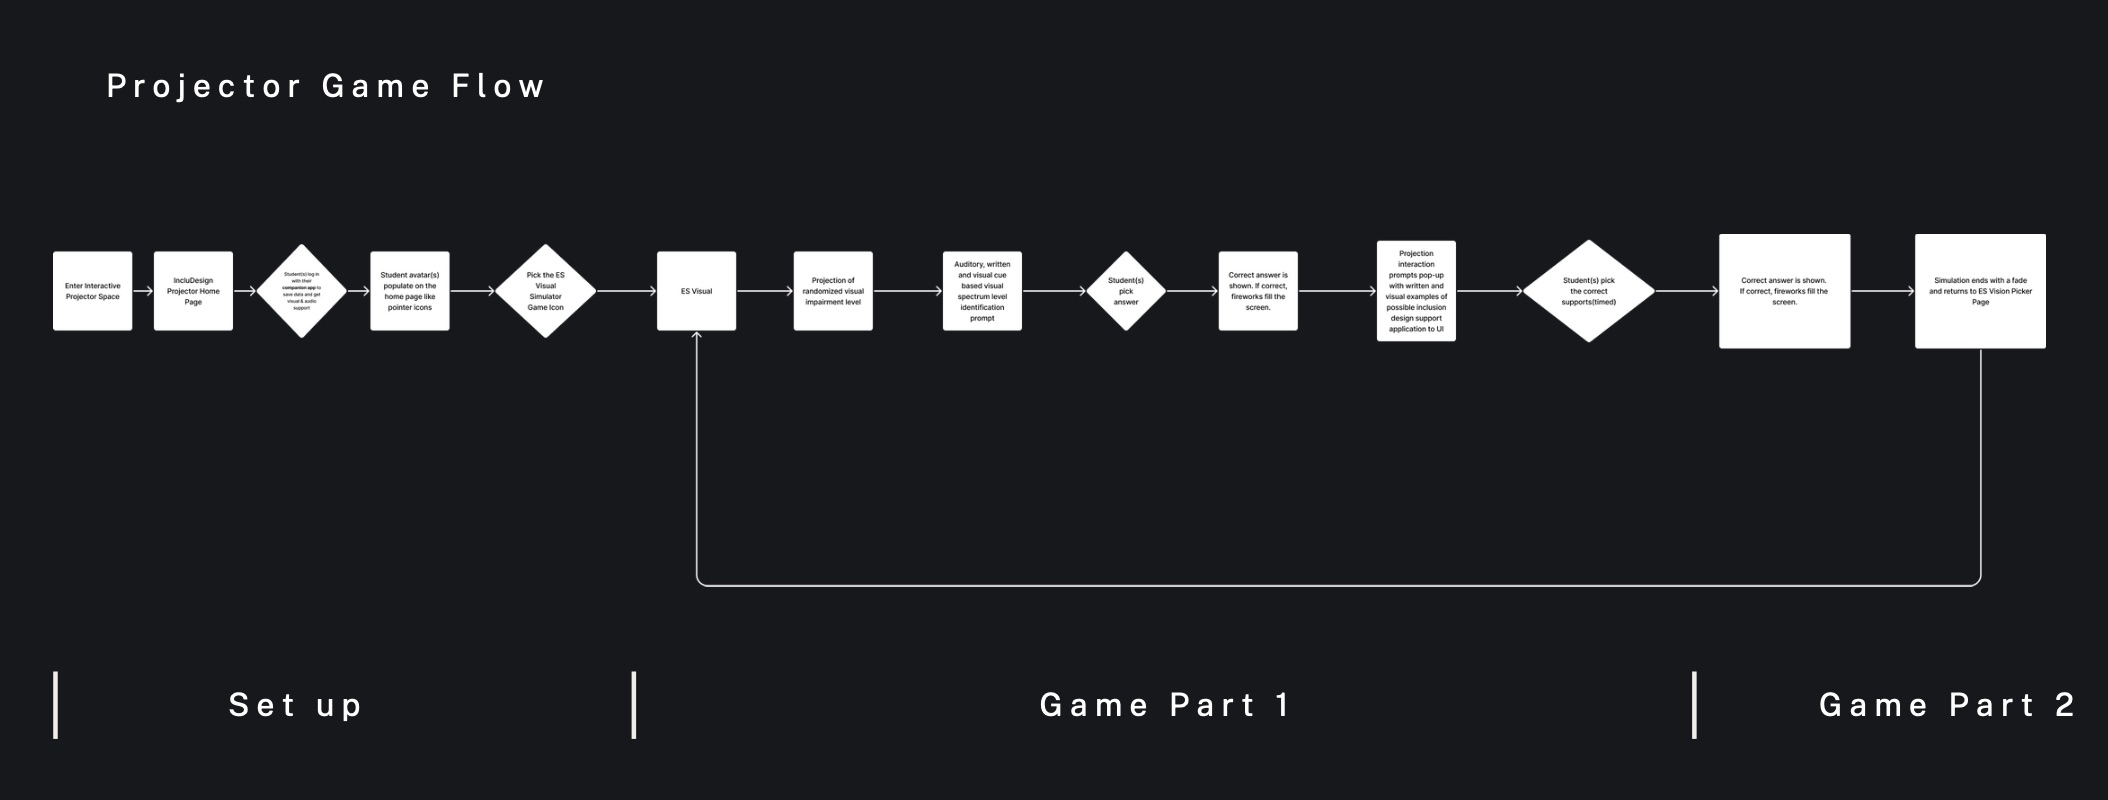 Projector Game Flow
Enter Interactive
Projector Space
IncluDesign
Projector Home
Page
Student(s) log in
with their
companion app to
save data and get
visual & audio
support
Student avatar(s)
populate on the
home page like
pointer icons
Pick the ES
Visual
Simulator
Game Icon
ES Visual
Projection of
randomized visual
impairment level
Auditory, written
and visual cue
based visual
spectrum level
identification
prompt
Student(s)
pick
answer
Correct answer is
shown. If correct,
fireworks fill the
screen.
Projection
interaction
prompts pop-up
with written and
visual examples of
possible inclusion
design support
application to UI
Student(s) pick
the correct
supports(timed)
Correct answer is shown.
If correct, fireworks fill the
screen.
Simulation ends with a fade
and returns to ES Vision Picker
Page
Set up
Game Part 1
Game Part 2